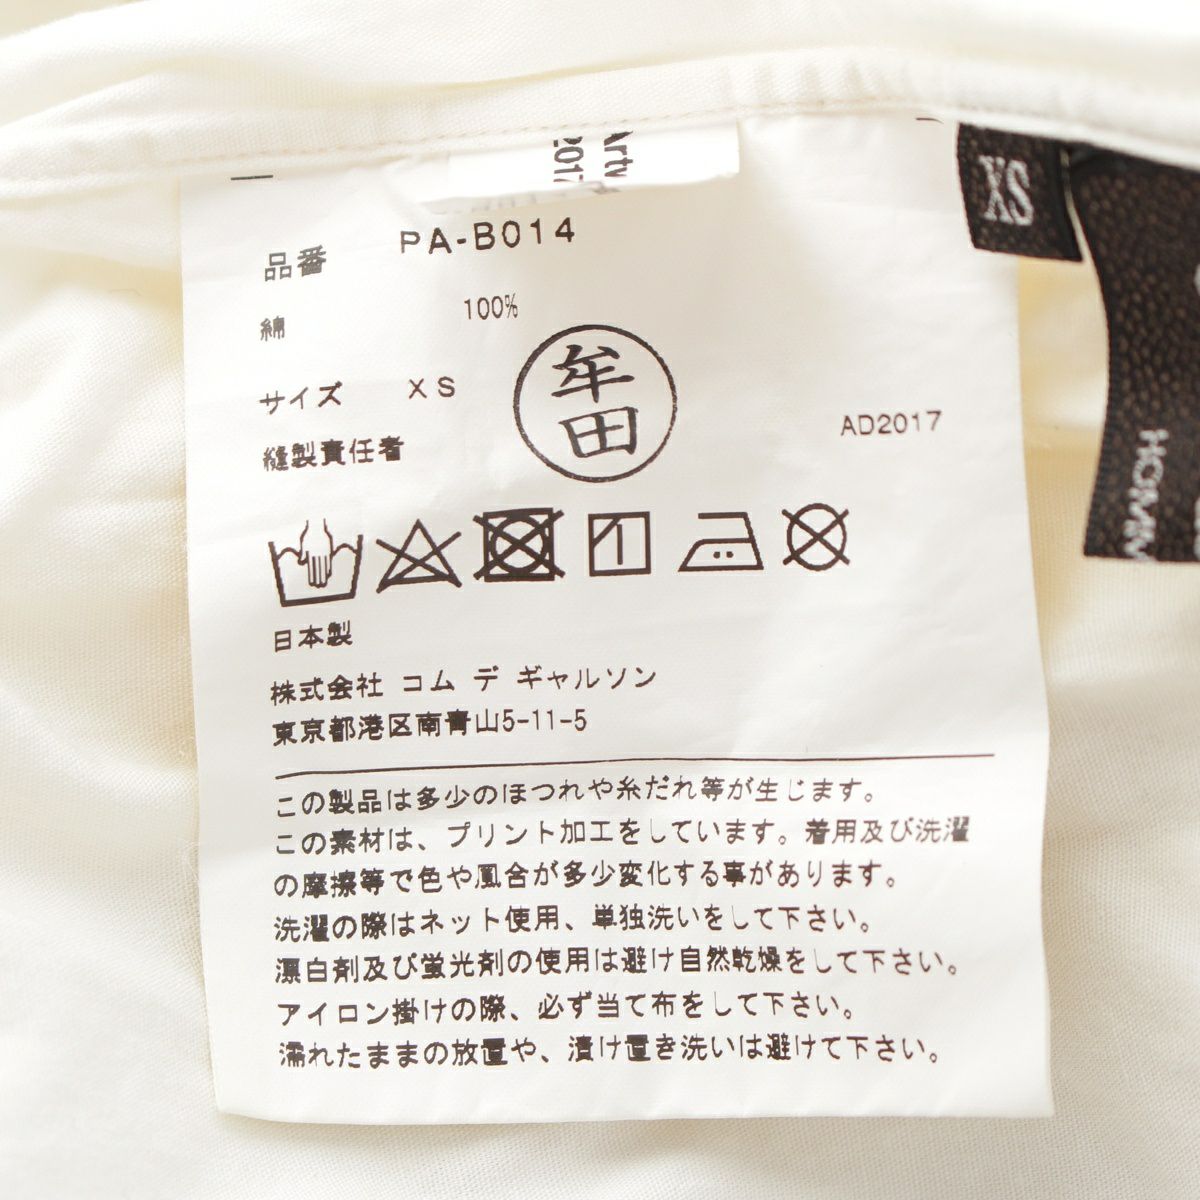 2017
品番 PA-B014
綿 100%
サイズ XS
縫製責任者
牟田
AD2017
XS
HOMM
日本製
株式会社 コム デ ギャルソン
東京都港区南青山5-11-5
この製品は多少のほつれや糸だれ等が生じます。
この素材は、プリント加工をしています。着用及び洗濯
の摩擦等で色や風合が多少変化する事があります。
洗濯の際はネット使用、単独洗いをして下さい。
漂白剤及び蛍光剤の使用は避け自然乾燥をして下さい。
アイロン掛けの際、必ず当て布をして下さい。
濡れたままの放置や、漬け置き洗いは避けて下さい。